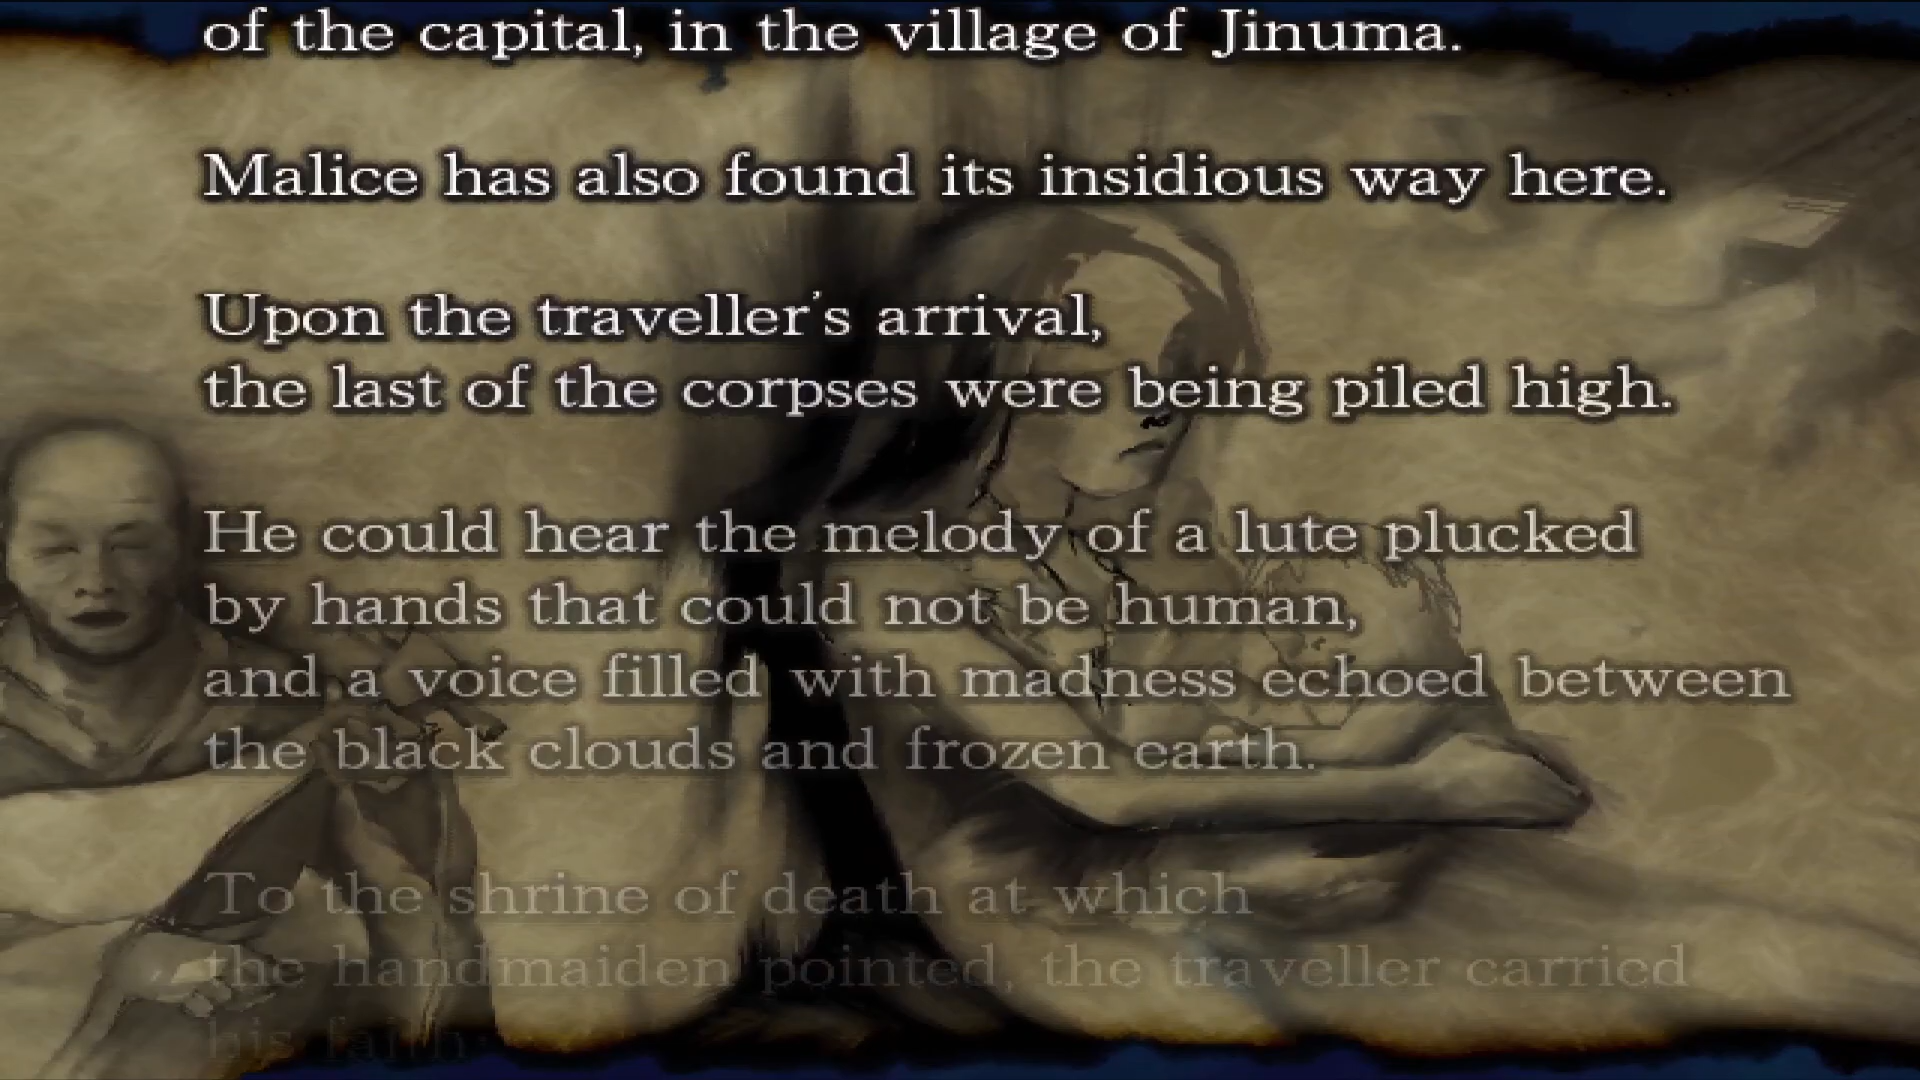 of the capital, in the village of Jinuma.
Malice has also found its insidious way here.
Upon the traveller's arrival,
the last of the corpses were being piled high.
He could hear the melody of a lute plucked
by hands that could not be human,
and a voice filled with madness echoed between
the black clouds and frozen earth.
To the shrine of death at which
the handmaiden pointed, the traveller carried
his faith.